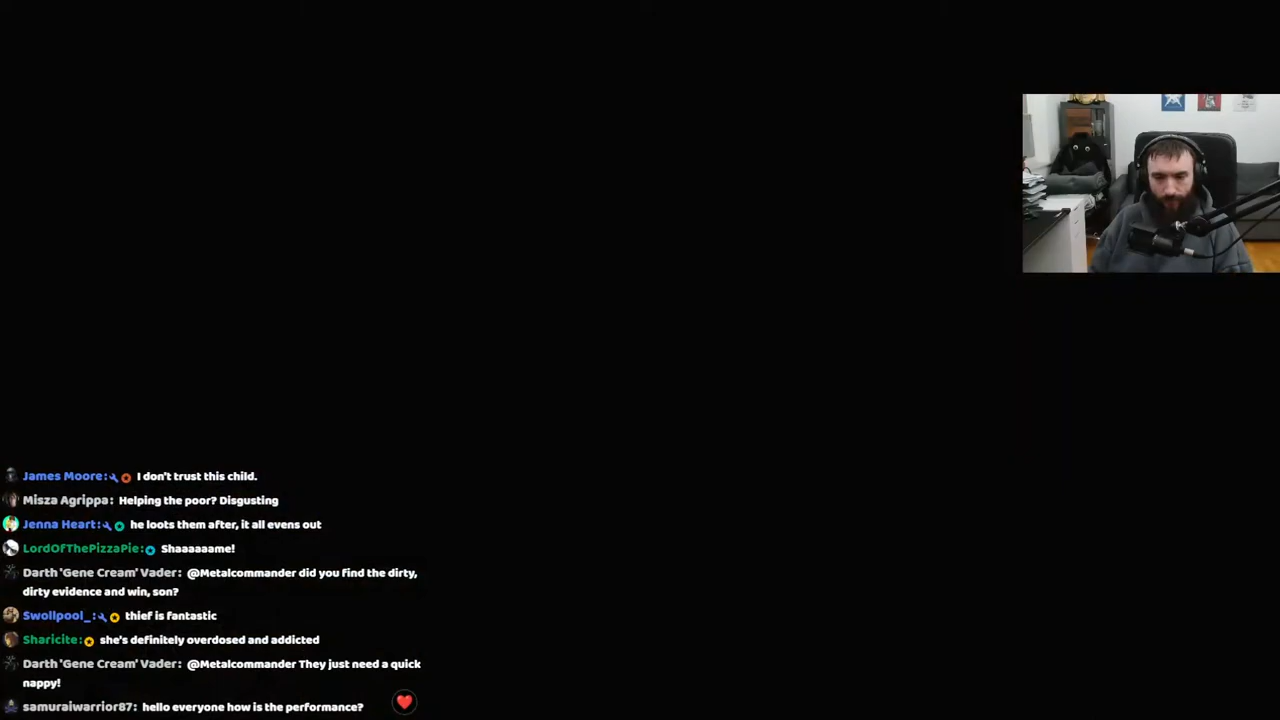 James Moore: I don't trust this child.
Misza Agrippa: Helping the poor? Disgusting
Jenna Heart: he loots them after, it all evens out
LordOfThePizzaPie: Shaaaaaame!
Darth 'Gene Cream' Vader: @Metalcommander did you find the dirty,
dirty evidence and win, son?
Swollpool_: thief is fantastic
Sharicite: she's definitely overdosed and addicted
Darth 'Gene Cream' Vader: @Metalcommander They just need a quick
nappy!
samuraiwarrior87: hello everyone how is the performance?